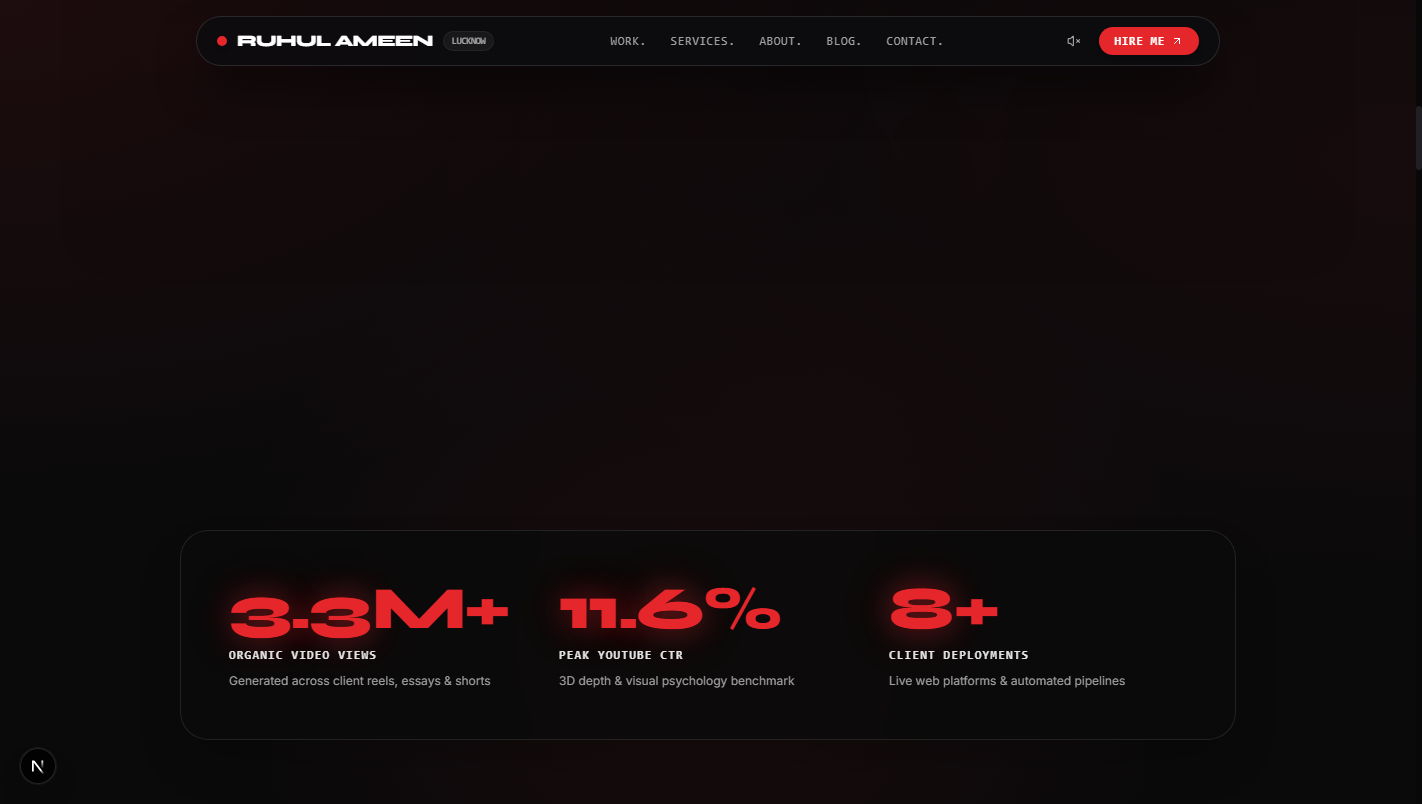 RUHUL AMEEN
LUCKNOW
WORK.
SERVICES.
ABOUT.
BLOG.
CONTACT.
HIRE ME
3.3M+
ORGANIC VIDEO VIEWS
Generated across client reels, essays & shorts
11.6%
PEAK YOUTUBE CTR
3D depth & visual psychology benchmark
8+
CLIENT DEPLOYMENTS
Live web platforms & automated pipelines
N